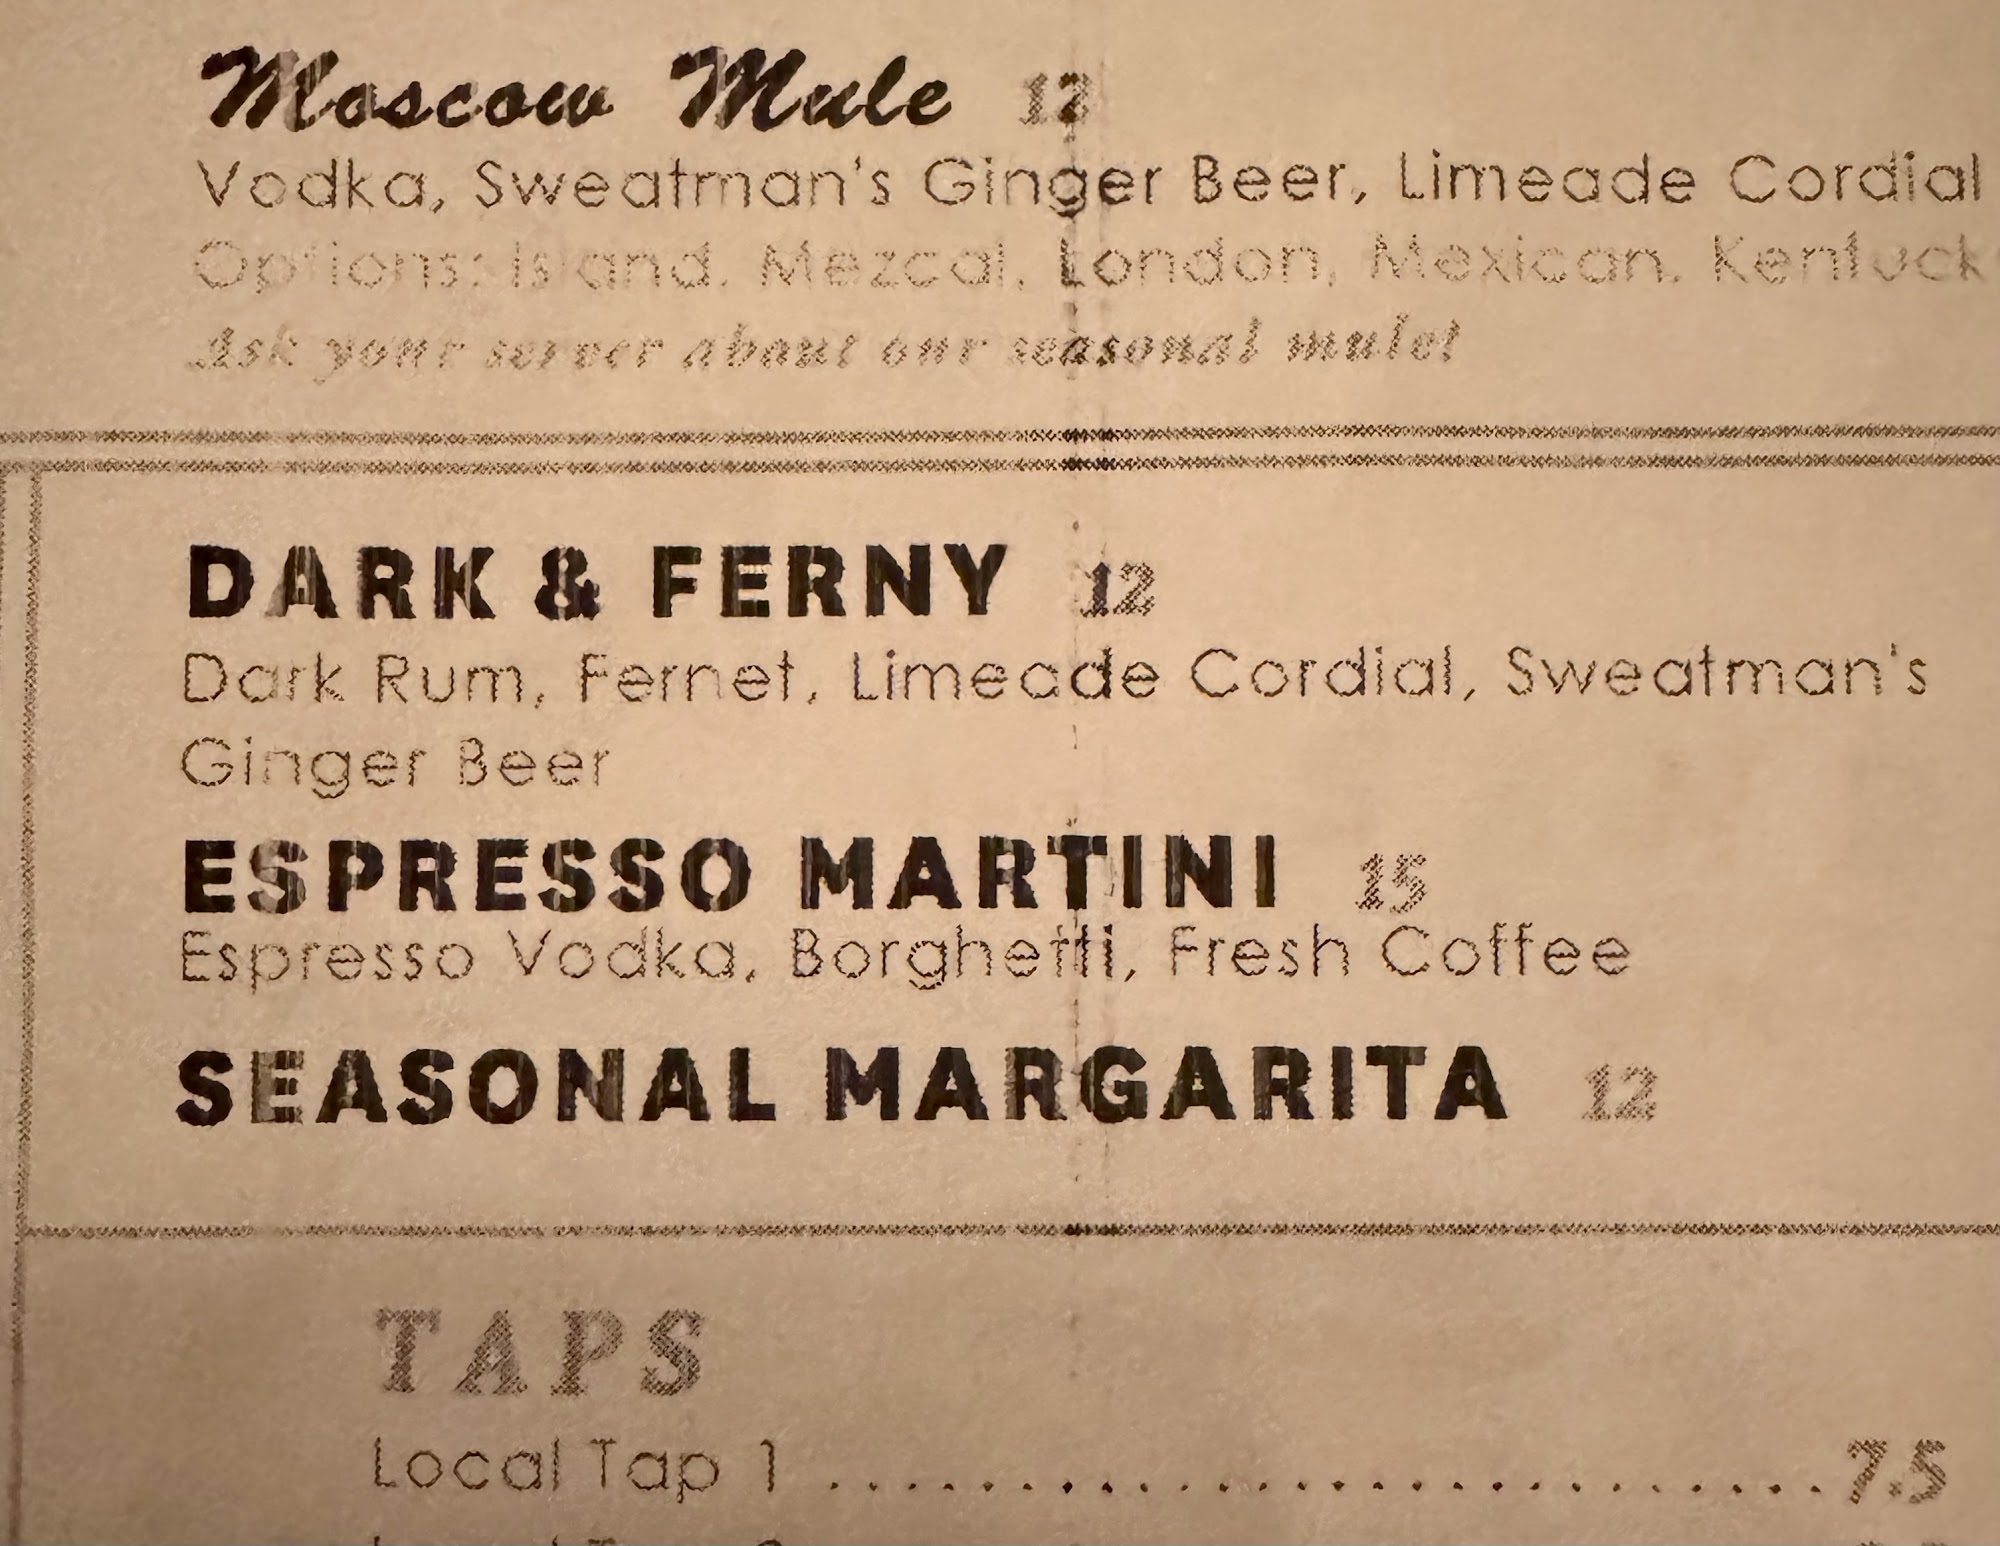 Moscow Mule 12
Vodka, Sweatman's Ginger Beer, Limeade Cordial
Options: Island, Mezcal, London, Mexican, Kentuck
Ask your server about our seasonal mule!
DARK & FERNY 12
Dark Rum, Fernet, Limeade Cordial, Sweatman's
Ginger Beer
ESPRESSO MARTINI 15
Espresso Vodka, Borghetti, Fresh Coffee
SEASONAL MARGARITA 12
TAPS
Local Tap 1 .......................... 7.5